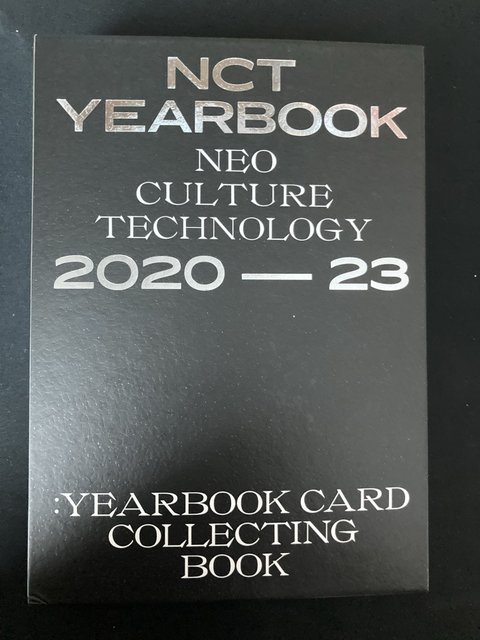 NCT
YEARBOOK
NEO
CULTURE
TECHNOLOGY
2020 — 23
:YEARBOOK CARD
COLLECTING
BOOK